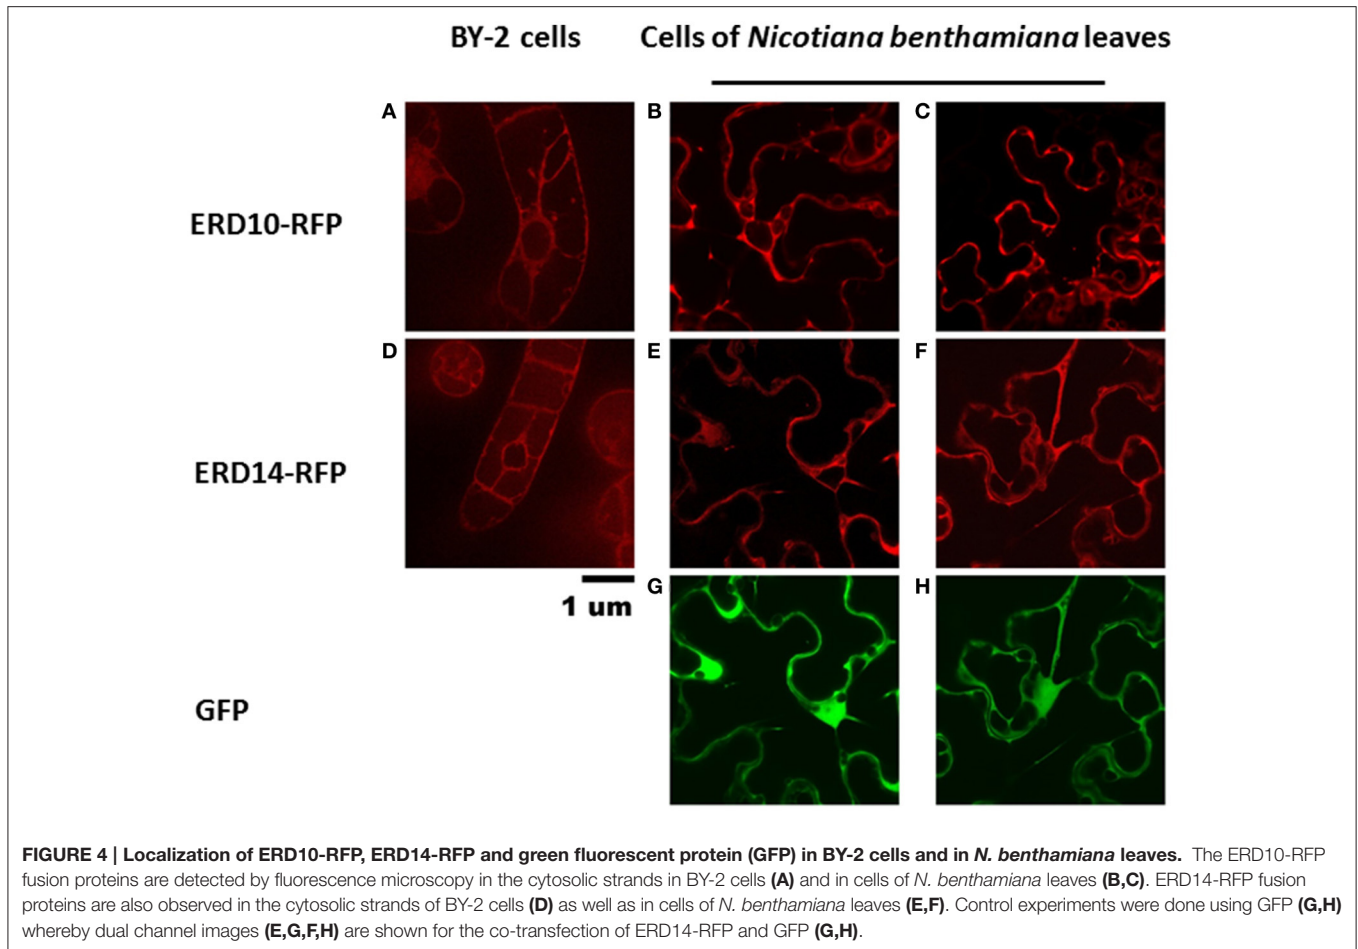 BY-2 cells
Cells of Nicotiana benthamiana leaves
A
B
C
ERD10-RFP
D
E
F
ERD14-RFP
1 um
G
H
GFP
FIGURE 4 | Localization of ERD10-RFP, ERD14-RFP and green fluorescent protein (GFP) in BY-2 cells and in N. benthamiana leaves. The ERD10-RFP
fusion proteins are detected by fluorescence microscopy in the cytosolic strands in BY-2 cells (A) and in cells of N. benthamiana leaves (B,C). ERD14-RFP fusion
proteins are also observed in the cytosolic strands of BY-2 cells (D) as well as in cells of N. benthamiana leaves (E,F). Control experiments were done using GFP (G,H)
whereby dual channel images (E,G,F,H) are shown for the co-transfection of ERD14-RFP and GFP (G,H).